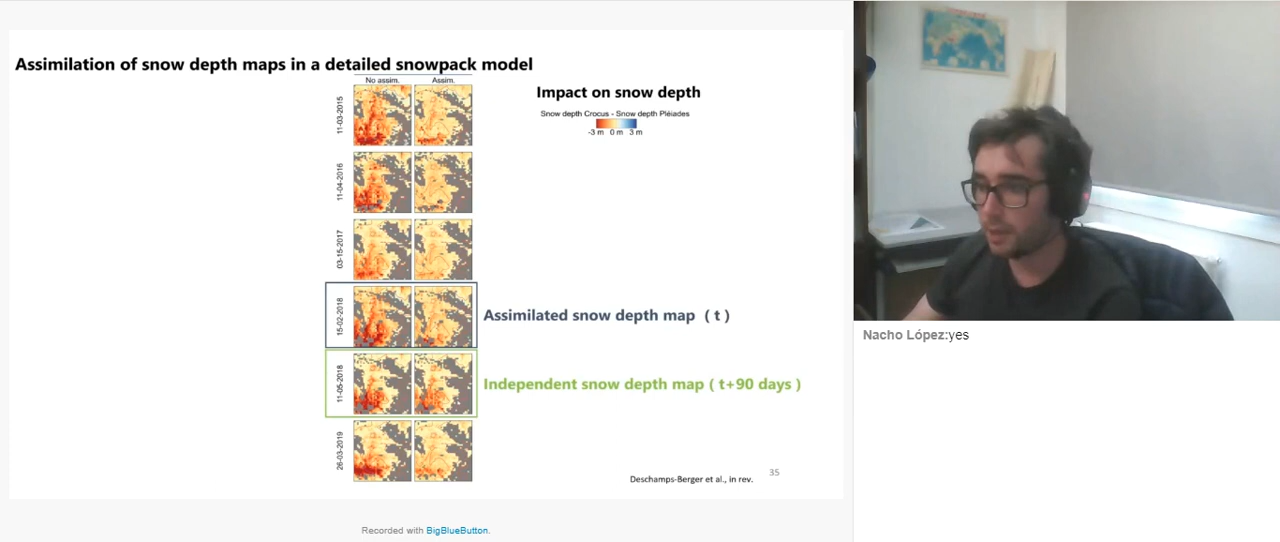 Assimilation of snow depth maps in a detailed snowpack model
No assim. Assim.
Impact on snow depth
Snow depth Crocus - Snow depth Pléiades
-3 m 0 m 3 m
11-03-2015
11-04-2016
03-15-2017
15-02-2018
Assimilated snow depth map ( t )
11-05-2018
Independent snow depth map ( t+90 days )
26-03-2019
35
Deschamps-Berger et al., in rev.
Recorded with BigBlueButton.
Nacho López:yes